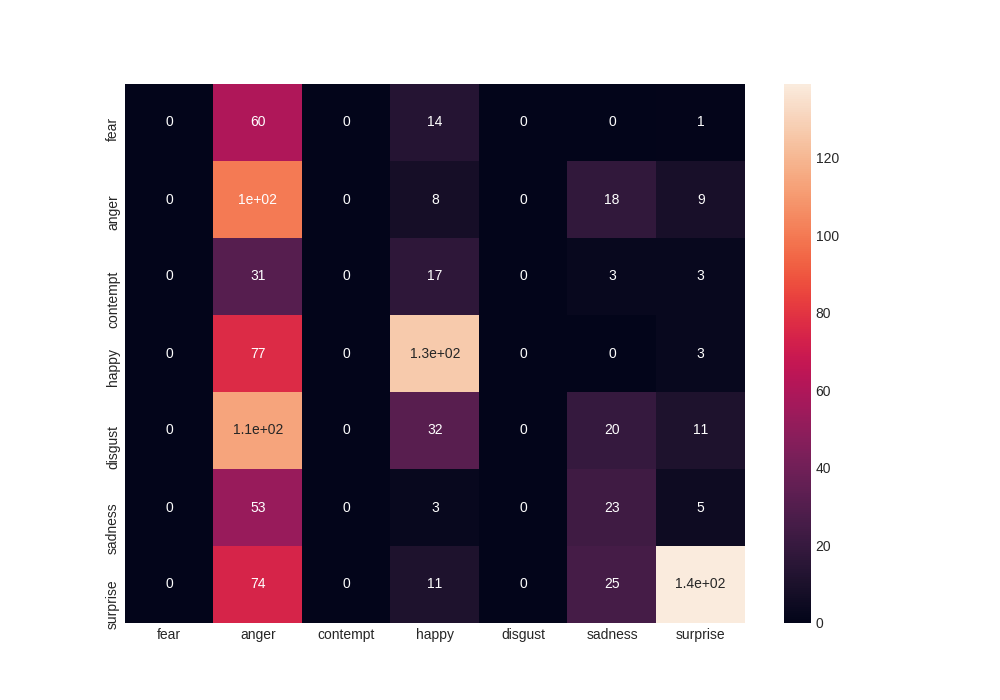 fear 0 60 0 14 0 0 1
anger 0 1e+02 0 8 0 18 9
contempt 0 31 0 17 0 3 3
happy 0 77 0 1.3e+02 0 0 3
disgust 0 1.1e+02 0 32 0 20 11
sadness 0 53 0 3 0 23 5
surprise 0 74 0 11 0 25 1.4e+02
fear anger contempt happy disgust sadness surprise
120
100
80
60
40
20
0